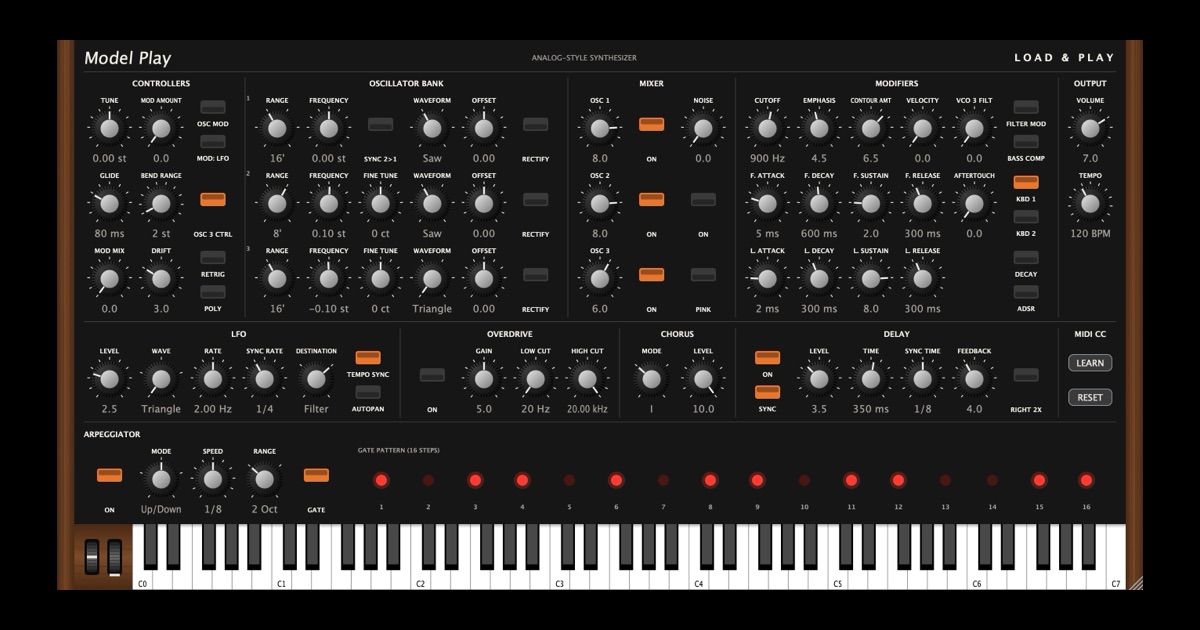 Model Play ANALOG-STYLE SYNTHESIZER LOAD & PLAY
CONTROLLERS OSCILLATOR BANK MIXER MODIFIERS OUTPUT
1 TUNE MOD AMOUNT RANGE FREQUENCY WAVEFORM OFFSET OSC 1 NOISE CUTOFF EMPHASIS CONTOUR AMT VELOCITY VCO 3 FILT VOLUME
OSC MOD FILTER MOD
0.00 st 0.0 MOD: LFO 16' 0.00 st SYNC 2>1 Saw 0.00 RECTIFY 8.0 ON 0.0 900 Hz 4.5 6.5 0.0 0.0 BASS COMP 7.0
2 GLIDE BEND RANGE RANGE FREQUENCY FINE TUNE WAVEFORM OFFSET OSC 2 F. ATTACK F. DECAY F. SUSTAIN F. RELEASE AFTERTOUCH TEMPO
KBD 1
80 ms 2 st OSC 3 CTRL 8' 0.10 st 0 ct Saw 0.00 RECTIFY 8.0 ON ON 5 ms 600 ms 2.0 300 ms 0.0 KBD 2 120 BPM
3 MOD MIX DRIFT RANGE FREQUENCY FINE TUNE WAVEFORM OFFSET OSC 3 L. ATTACK L. DECAY L. SUSTAIN L. RELEASE
RETRIG DECAY
0.0 3.0 POLY 16' −0.10 st 0 ct Triangle 0.00 RECTIFY 6.0 ON PINK 2 ms 300 ms 8.0 300 ms ADSR
LFO OVERDRIVE CHORUS DELAY MIDI CC
LEVEL WAVE RATE SYNC RATE DESTINATION GAIN LOW CUT HIGH CUT MODE LEVEL LEVEL TIME SYNC TIME FEEDBACK
LEARN
TEMPO SYNC ON
RESET
2.5 Triangle 2.00 Hz 1/4 Filter AUTOPAN ON 5.0 20 Hz 20.00 kHz I 10.0 SYNC 3.5 350 ms 1/8 4.0 RIGHT 2X
ARPEGGIATOR
MODE SPEED RANGE GATE PATTERN (16 STEPS)
ON Up/Down 1/8 2 Oct GATE 1 2 3 4 5 6 7 8 9 10 11 12 13 14 15 16
C0 C1 C2 C3 C4 C5 C6 C7